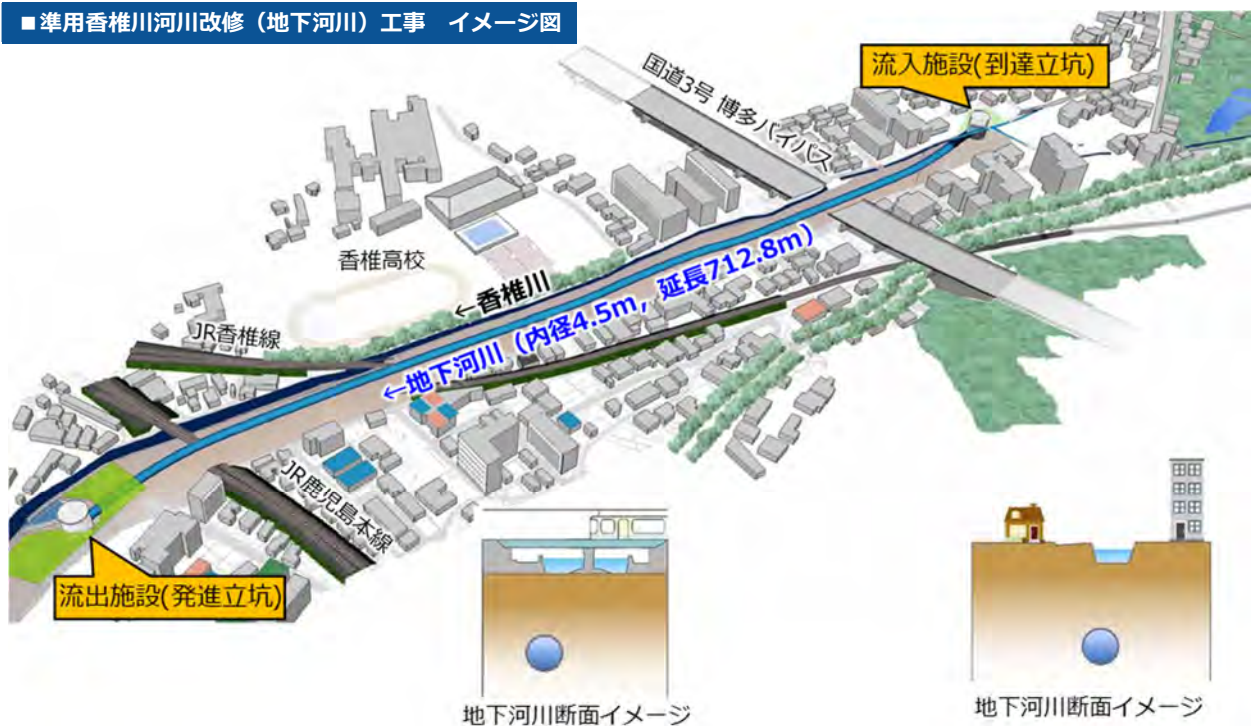 ■準用香椎川河川改修（地下河川）工事　イメージ図
流入施設(到達立坑)
国道3号 博多バイパス
香椎高校
←香椎川
←地下河川（内径4.5m，延長712.8m）
JR香椎線
JR鹿児島本線
流出施設(発進立坑)
地下河川断面イメージ
地下河川断面イメージ